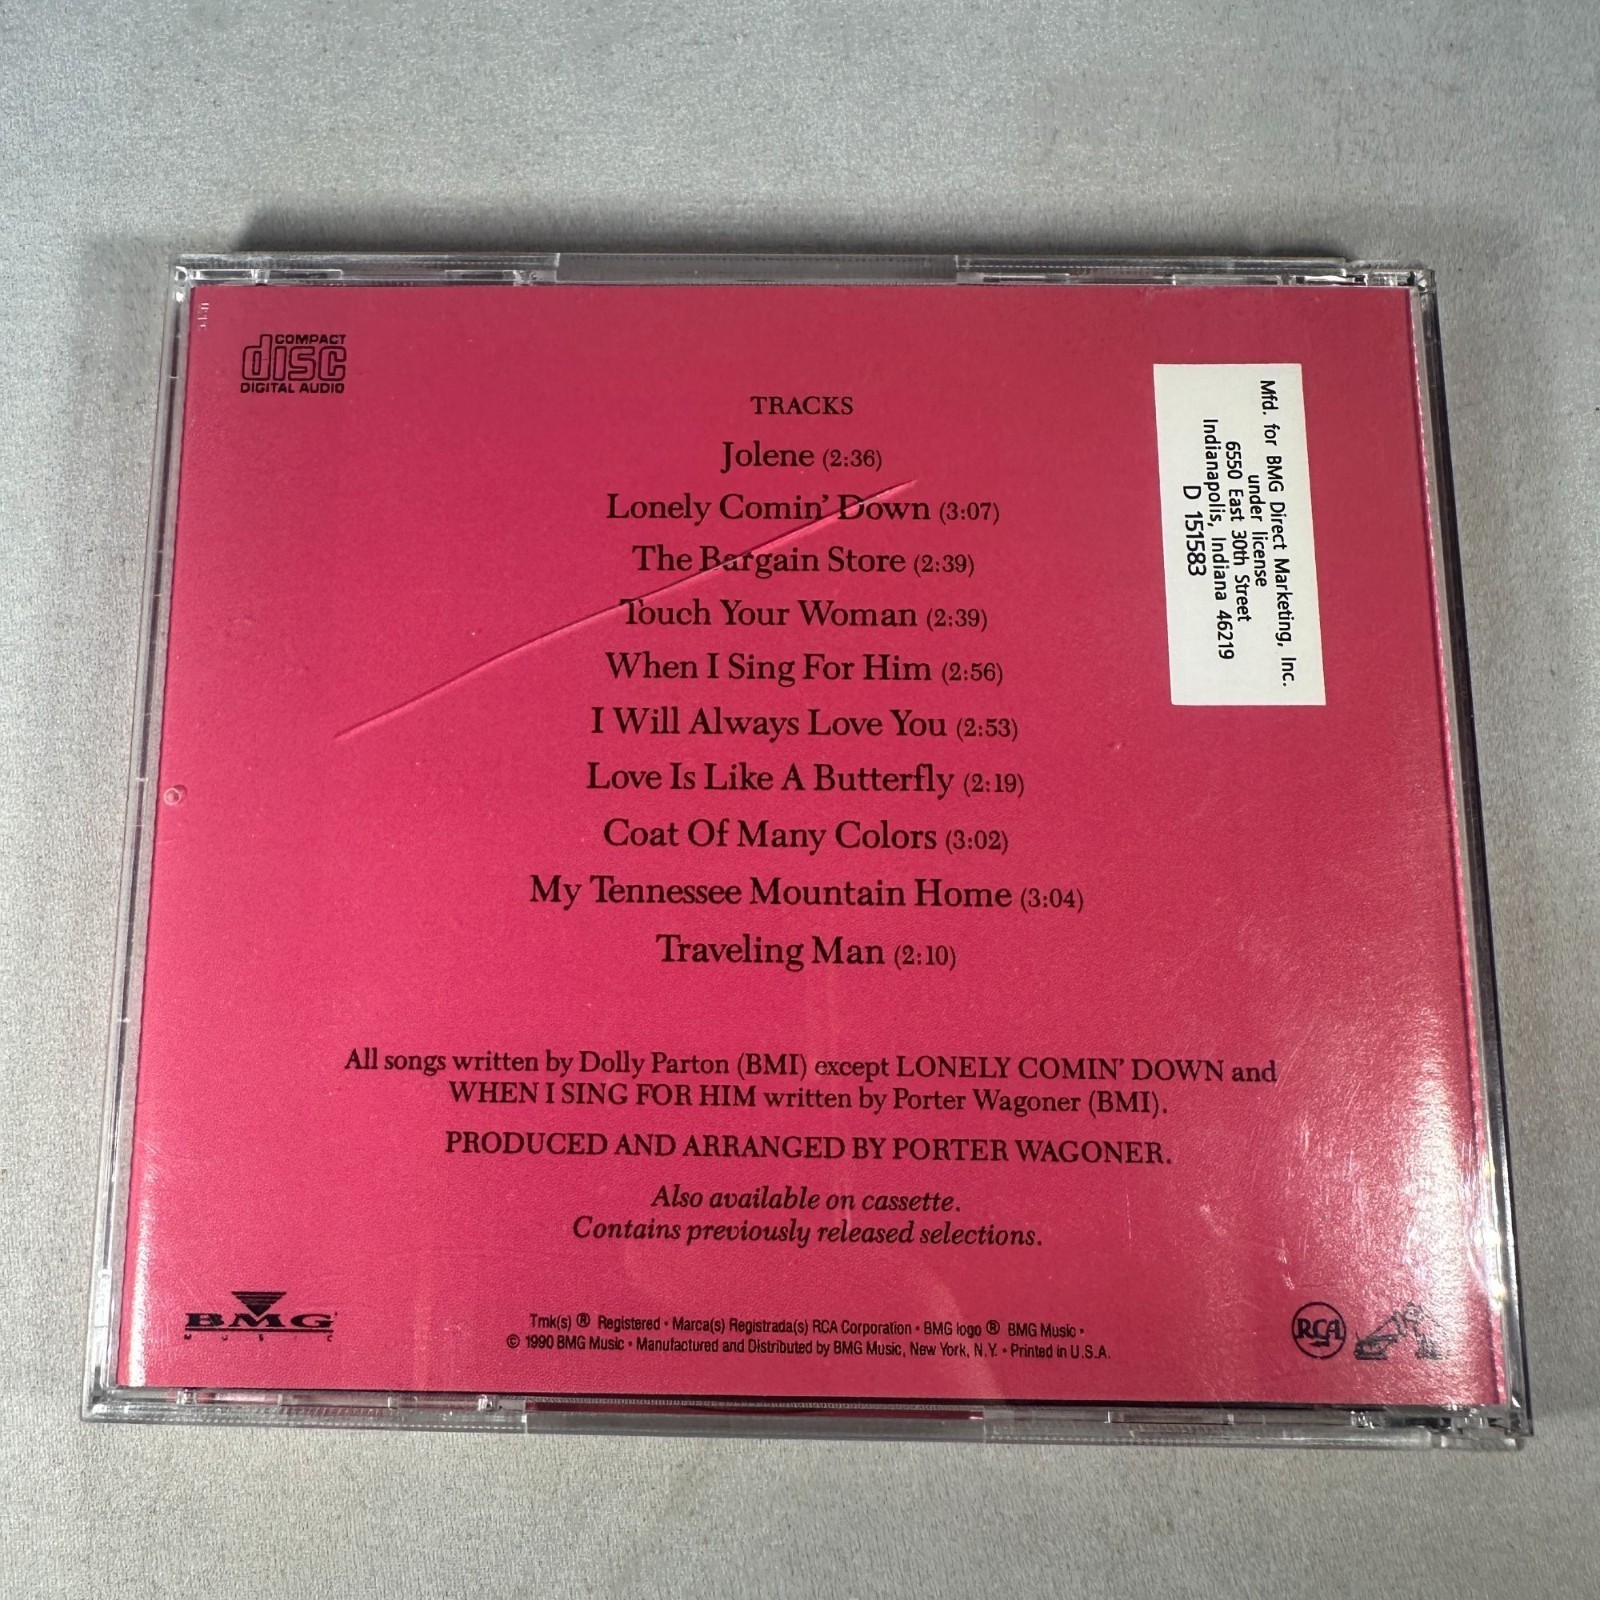 COMPACT
disc
DIGITAL AUDIO
TRACKS
Jolene (2:36)
Lonely Comin' Down (3:07)
The Bargain Store (2:39)
Touch Your Woman (2:39)
When I Sing For Him (2:56)
I Will Always Love You (2:53)
Love Is Like A Butterfly (2:19)
Coat Of Many Colors (3:02)
My Tennessee Mountain Home (3:04)
Traveling Man (2:10)
Mfd. for BMG Direct Marketing, Inc.
under license
6550 East 30th Street
Indianapolis, Indiana 46219
D 151583
All songs written by Dolly Parton (BMI) except LONELY COMIN' DOWN and
WHEN I SING FOR HIM written by Porter Wagoner (BMI).
PRODUCED AND ARRANGED BY PORTER WAGONER.
Also available on cassette.
Contains previously released selections.
BMG
MUSIC
Tmk(s) ® Registered • Marca(s) Registrada(s) RCA Corporation • BMG logo ® BMG Music •
© 1990 BMG Music • Manufactured and Distributed by BMG Music, New York, N.Y. • Printed in U.S.A.
RCA